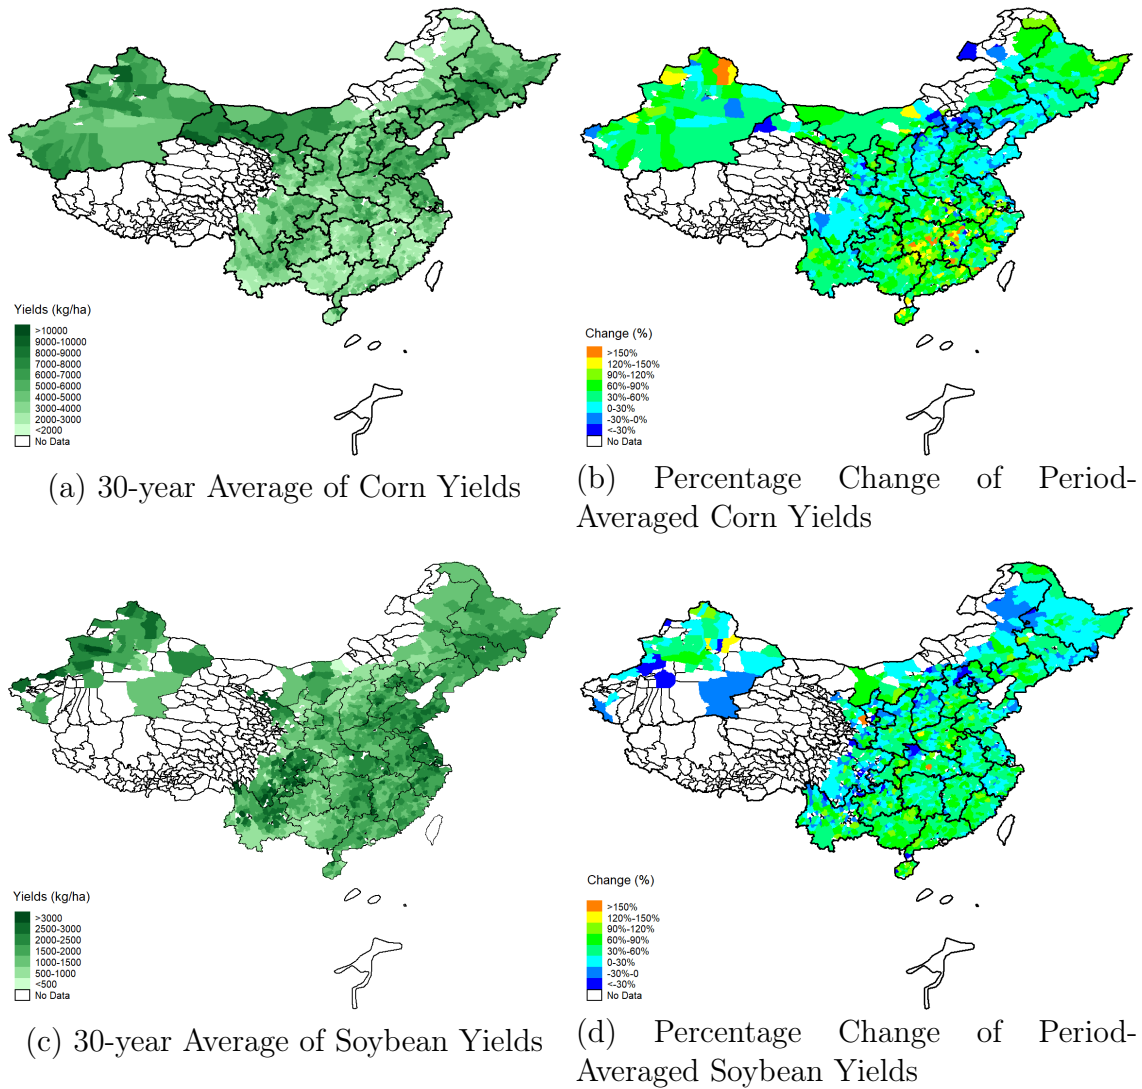 Yields (kg/ha)
>10000
9000-10000
8000-9000
7000-8000
6000-7000
5000-6000
4000-5000
3000-4000
2000-3000
<2000
No Data
Change (%)
>150%
120%-150%
90%-120%
60%-90%
30%-60%
0-30%
-30%-0%
<-30%
No Data
(a) 30-year Average of Corn Yields
(b) Percentage Change of Period-
Averaged Corn Yields
Yields (kg/ha)
>3000
2500-3000
2000-2500
1500-2000
1000-1500
500-1000
<500
No Data
Change (%)
>150%
120%-150%
90%-120%
60%-90%
30%-60%
0-30%
-30%-0
<-30%
No Data
(c) 30-year Average of Soybean Yields
(d) Percentage Change of Period-
Averaged Soybean Yields